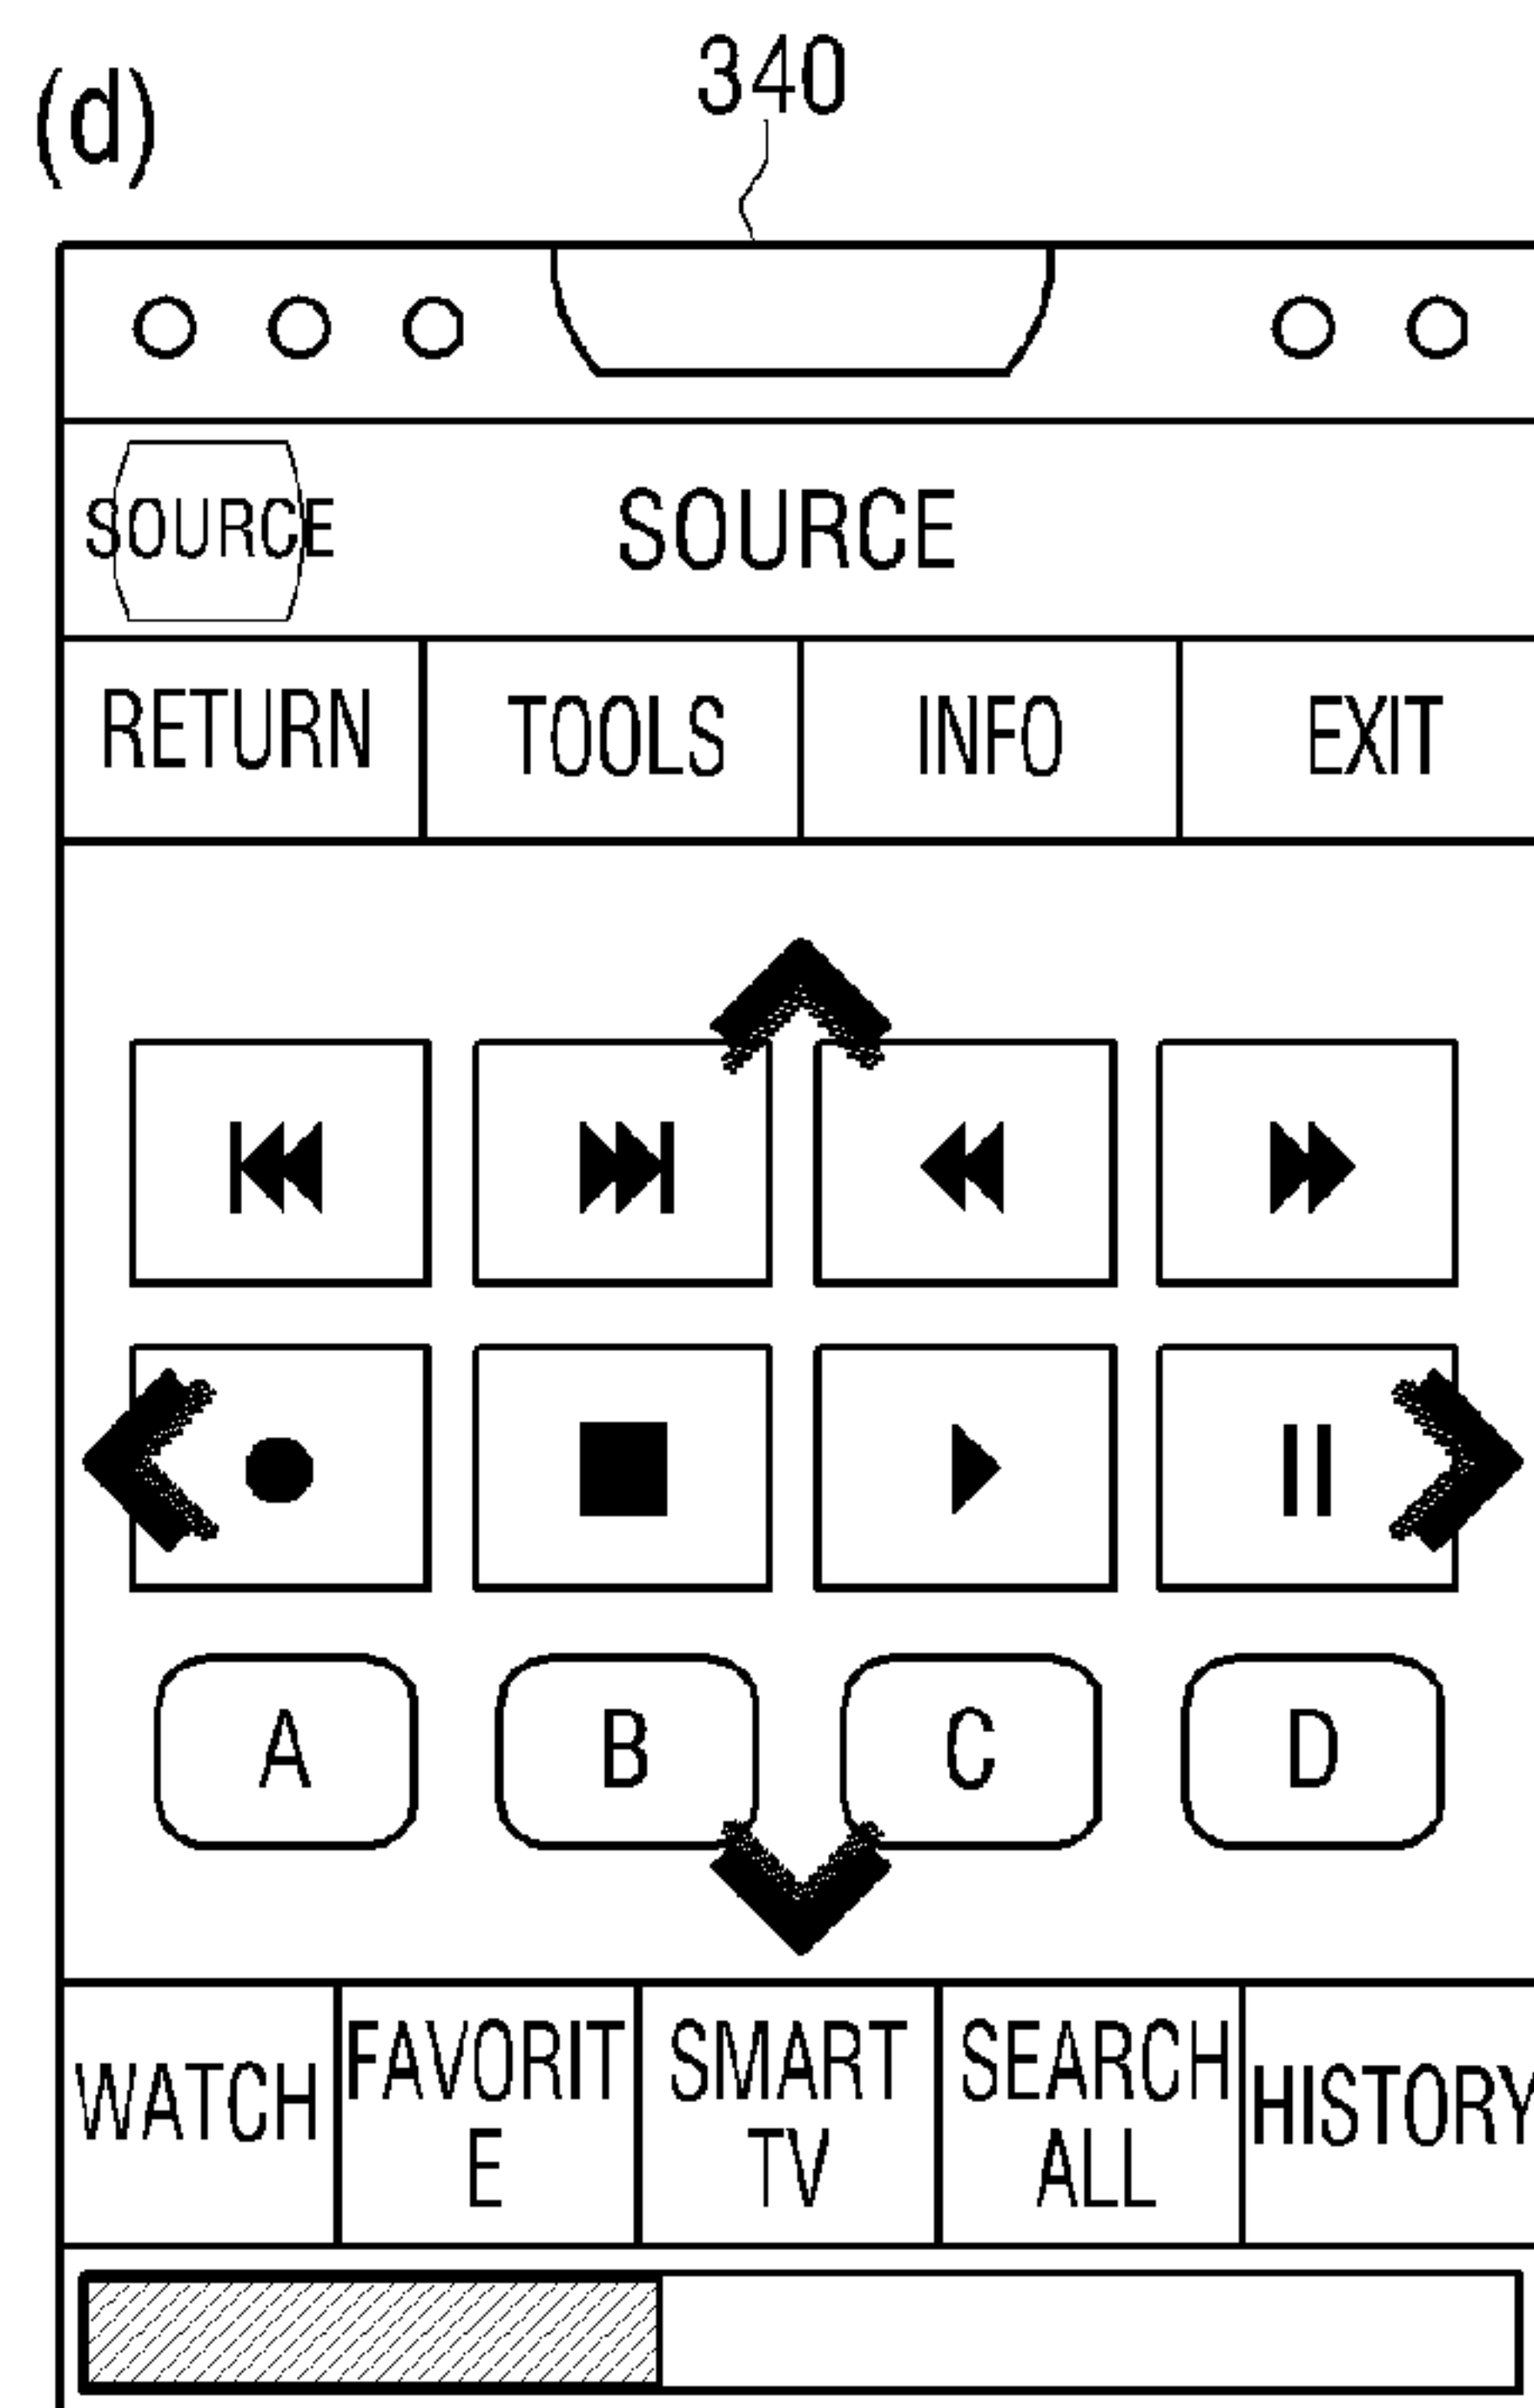 (d)
340
SOURCE SOURCE
RETURN TOOLS INFO EXIT
A B C D
WATCH FAVORIT SMART SEARCH HISTORY
E TV ALL